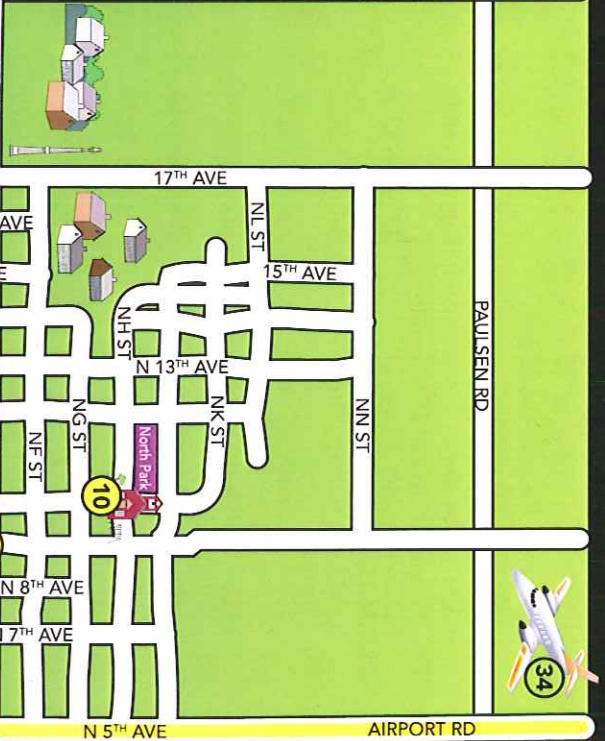 17TH AVE
AVE
E
NL ST
15TH AVE
PAULSEN RD
NH ST
N 13TH AVE
NK ST
NN ST
NG ST
NF ST
North Park
10
N 8TH AVE
7TH AVE
34
N 5TH AVE
AIRPORT RD